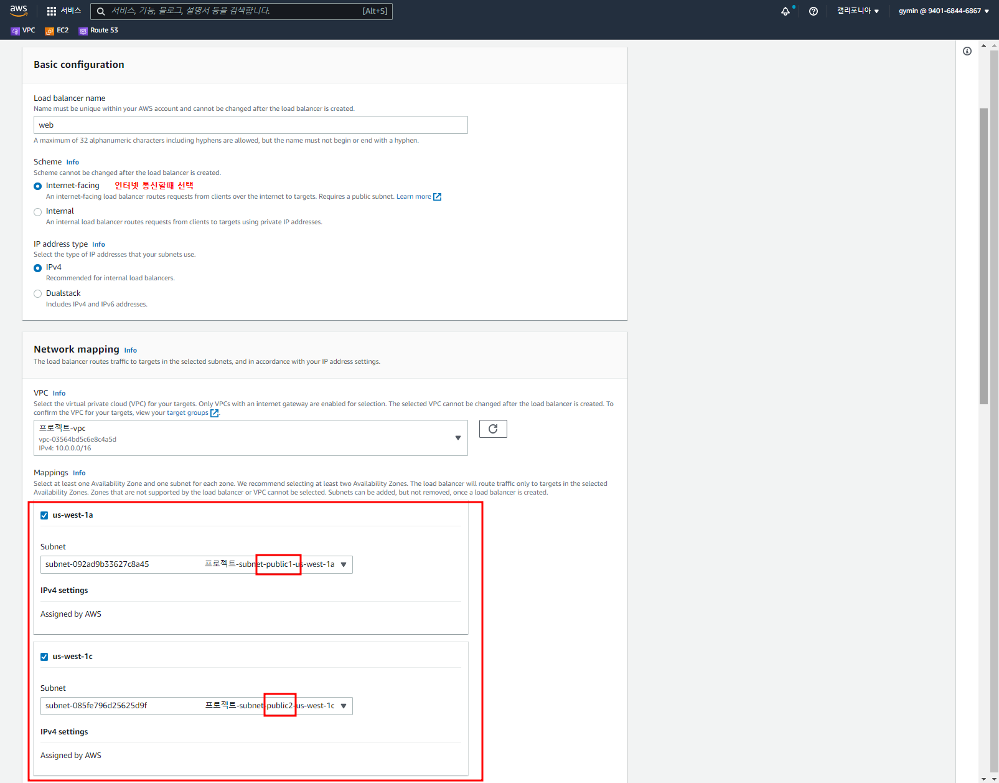 aws 서비스 서비스, 기능, 블로그, 설명서 등을 검색합니다. [Alt+S] 캘리포니아 ▼ gymin @ 9401-6844-6867 ▼
VPC EC2 Route 53
Basic configuration
Load balancer name
Name must be unique within your AWS account and cannot be changed after the load balancer is created.
web
A maximum of 32 alphanumeric characters including hyphens are allowed, but the name must not begin or end with a hyphen.
Scheme Info
Scheme cannot be changed after the load balancer is created.
Internet-facing 인터넷 통신할때 선택
An internet-facing load balancer routes requests from clients over the internet to targets. Requires a public subnet. Learn more
Internal
An internal load balancer routes requests from clients to targets using private IP addresses.
IP address type Info
Select the type of IP addresses that your subnets use.
IPv4
Recommended for internal load balancers.
Dualstack
Includes IPv4 and IPv6 addresses.
Network mapping Info
The load balancer routes traffic to targets in the selected subnets, and in accordance with your IP address settings.
VPC Info
Select the virtual private cloud (VPC) for your targets. Only VPCs with an internet gateway are enabled for selection. The selected VPC cannot be changed after the load balancer is created. To
confirm the VPC for your targets, view your target groups.
프로젝트-vpc
vpc-03564bd5c6e8c4a5d
IPv4: 10.0.0.0/16
Mappings Info
Select at least one Availability Zone and one subnet for each zone. We recommend selecting at least two Availability Zones. The load balancer will route traffic only to targets in the selected
Availability Zones. Zones that are not supported by the load balancer or VPC cannot be selected. Subnets can be added, but not removed, once a load balancer is created.
us-west-1a
Subnet
subnet-092ad9b33627c8a45 프로젝트-subnet-public1-us-west-1a
IPv4 settings
Assigned by AWS
us-west-1c
Subnet
subnet-085fe796d25625d9f 프로젝트-subnet-public2-us-west-1c
IPv4 settings
Assigned by AWS